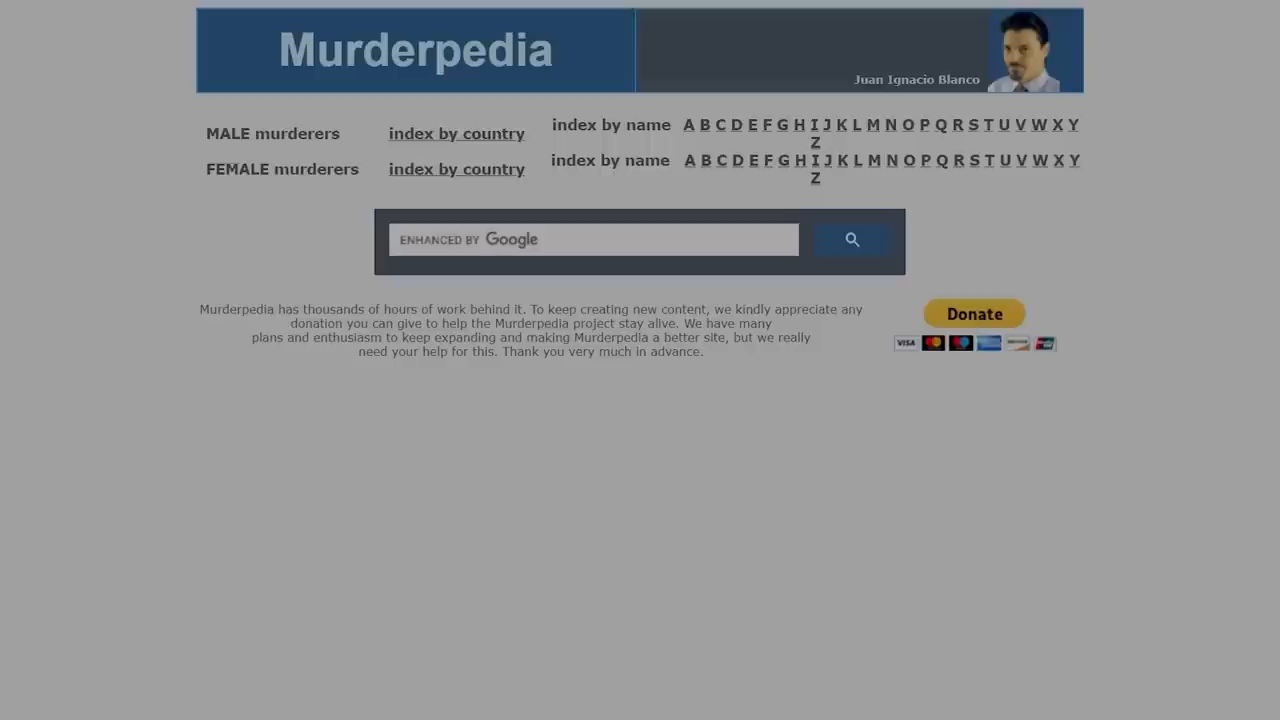 Murderpedia
Juan Ignacio Blanco
MALE murderers index by country index by name A B C D E F G H I J K L M N O P Q R S T U V W X Y
Z
FEMALE murderers index by country index by name A B C D E F G H I J K L M N O P Q R S T U V W X Y
Z
ENHANCED BY Google
Murderpedia has thousands of hours of work behind it. To keep creating new content, we kindly appreciate any
donation you can give to help the Murderpedia project stay alive. We have many
plans and enthusiasm to keep expanding and making Murderpedia a better site, but we really
need your help for this. Thank you very much in advance.
Donate
VISA